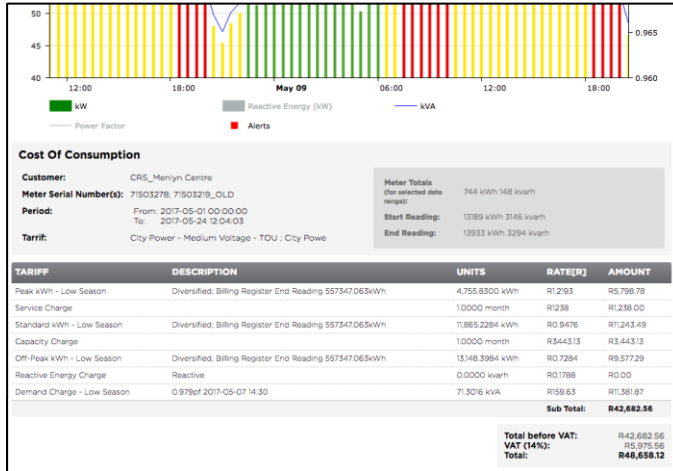 50
45
40
0.965
0.960
12:00 18:00 May 09 06:00 12:00 18:00
kW Reactive Energy (kW) kVA
Power Factor Alerts
Cost Of Consumption
Customer: CRS_Menlyn Centre
Meter Serial Number(s): 71503278; 71503219_OLD
Period: From: 2017-05-01 00:00:00
To: 2017-05-24 12:04:03
Tarrif: City Power - Medium Voltage - TOU ; City Powe
Meter Totals
(for selected date
range): 744 kWh 148 kvarh
Start Reading: 13189 kWh 3146 kvarh
End Reading: 13933 kWh 3294 kvarh
TARIFF DESCRIPTION UNITS RATE[R] AMOUNT
Peak kWh - Low Season Diversified; Billing Register End Reading 557347.063kWh 4,755.8300 kWh R1.2193 R5,798.78
Service Charge 1.0000 month R1238 R1,238.00
Standard kWh - Low Season Diversified; Billing Register End Reading 557347.063kWh 11,865.2284 kWh R0.9476 R11,243.49
Capacity Charge 1.0000 month R3443.13 R3,443.13
Off-Peak kWh - Low Season Diversified; Billing Register End Reading 557347.063kWh 13,148.3984 kWh R0.7284 R9,577.29
Reactive Energy Charge Reactive 0.0000 kvarh R0.1788 R0.00
Demand Charge - Low Season 0.979pf 2017-05-07 14:30 71.3016 kVA R159.63 R11,381.87
Sub Total: R42,682.56
Total before VAT: R42,682.56
VAT (14%): R5,975.56
Total: R48,658.12